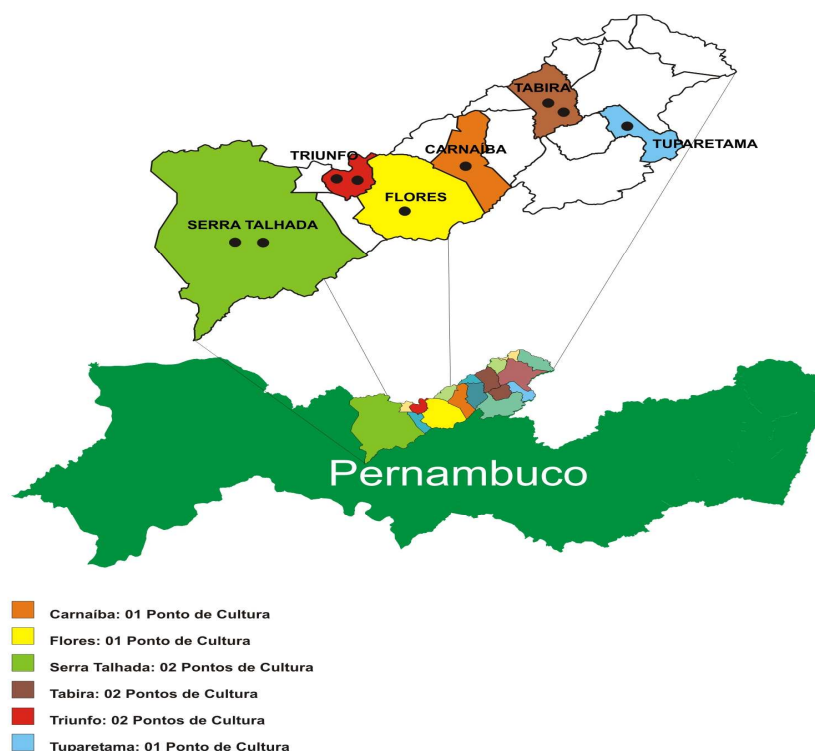 TABIRA
TUPARETAMA
CARNAÍBA
TRIUNFO
FLORES
SERRA TALHADA
Pernambuco
Carnaíba: 01 Ponto de Cultura
Flores: 01 Ponto de Cultura
Serra Talhada: 02 Pontos de Cultura
Tabira: 02 Pontos de Cultura
Triunfo: 02 Pontos de Cultura
Tuparetama: 01 Ponto de Cultura